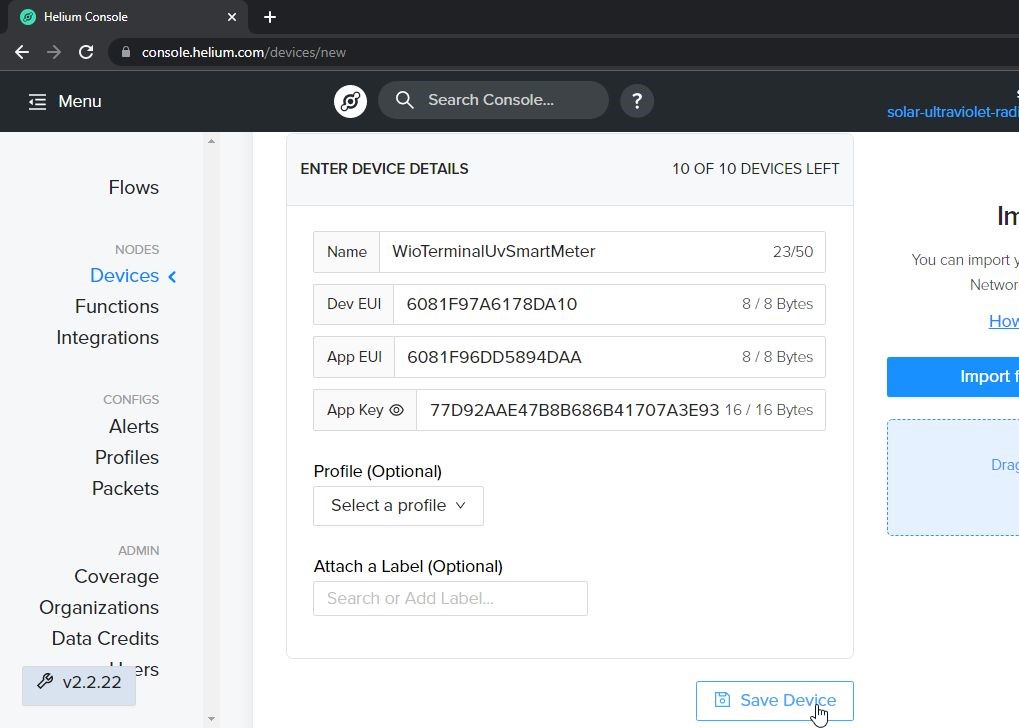 Helium Console
console.helium.com/devices/new
Menu
Search Console...
?
solar-ultraviolet-radi
Flows
NODES
Devices
Functions
Integrations
CONFIGS
Alerts
Profiles
Packets
ADMIN
Coverage
Organizations
Data Credits
v2.2.22
ENTER DEVICE DETAILS 10 OF 10 DEVICES LEFT
Name WioTerminalUvSmartMeter 23/50
Dev EUI 6081F97A6178DA10 8 / 8 Bytes
App EUI 6081F96DD5894DAA 8 / 8 Bytes
App Key 77D92AAE47B8B686B41707A3E93 16 / 16 Bytes
Profile (Optional)
Select a profile
Attach a Label (Optional)
Search or Add Label...
Save Device
Im
You can import y
Networ
How
Import f
Drag